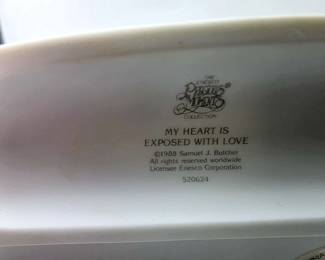 THE
ENESCO
PRECIOUS
MOMENTS
COLLECTION
MY HEART IS
EXPOSED WITH LOVE
©1988 Samuel J. Butcher
All rights reserved worldwide
Licensee Enesco Corporation
520624